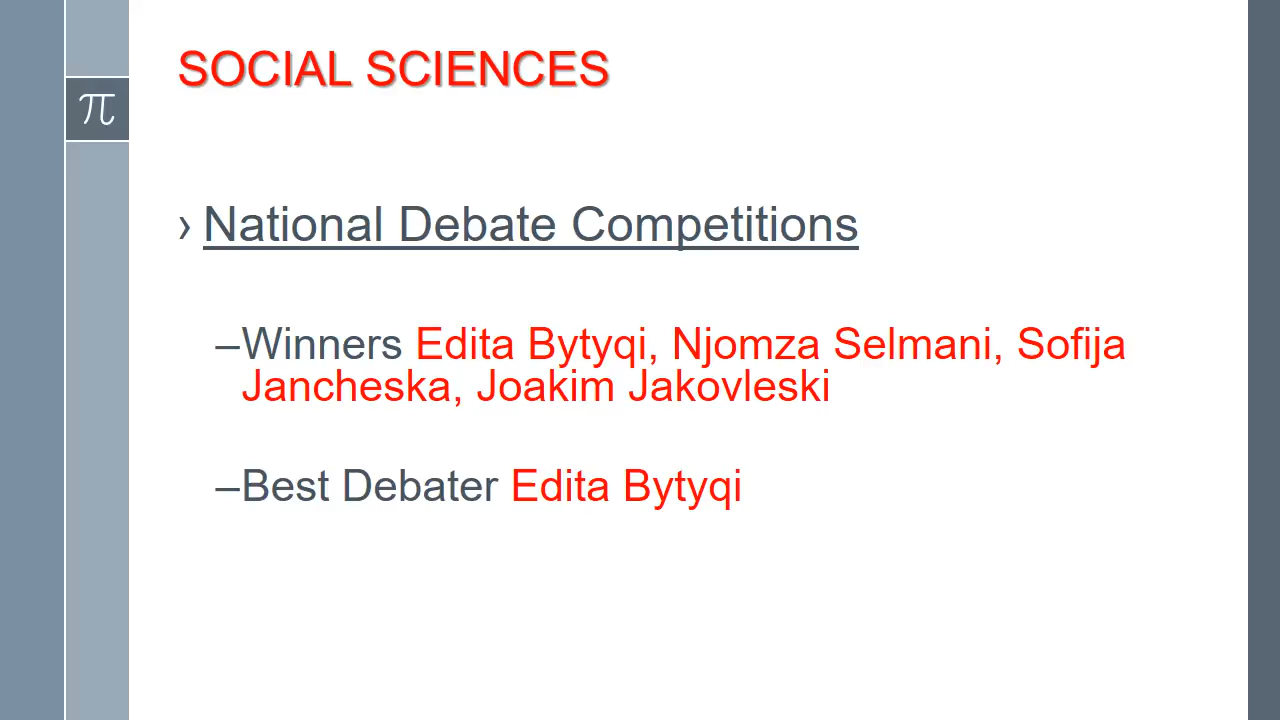 SOCIAL SCIENCES
π
› National Debate Competitions
–Winners Edita Bytyqi, Njomza Selmani, Sofija
Jancheska, Joakim Jakovleski
–Best Debater Edita Bytyqi